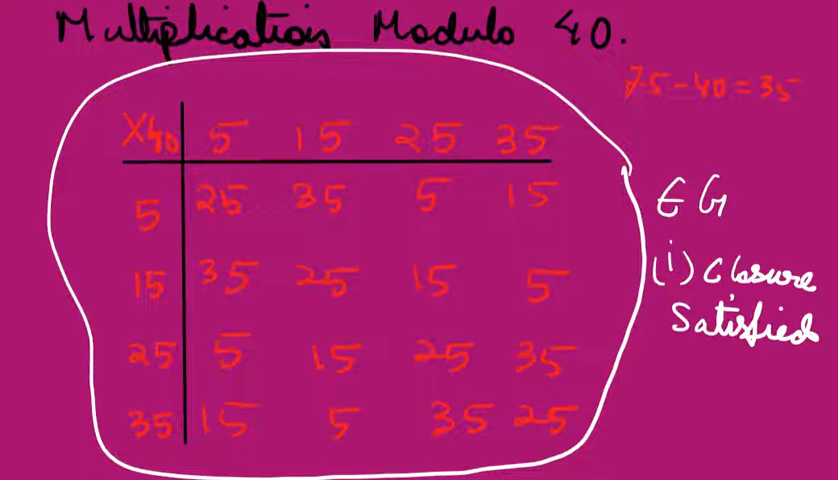 Multiplication Modulo 40.
75-40=35
X40 5 15 25 35
5 25 35 5 15
15 35 25 15 5
25 5 15 25 35
35 15 5 35 25
∈ G
(i) Closure
Satisfied